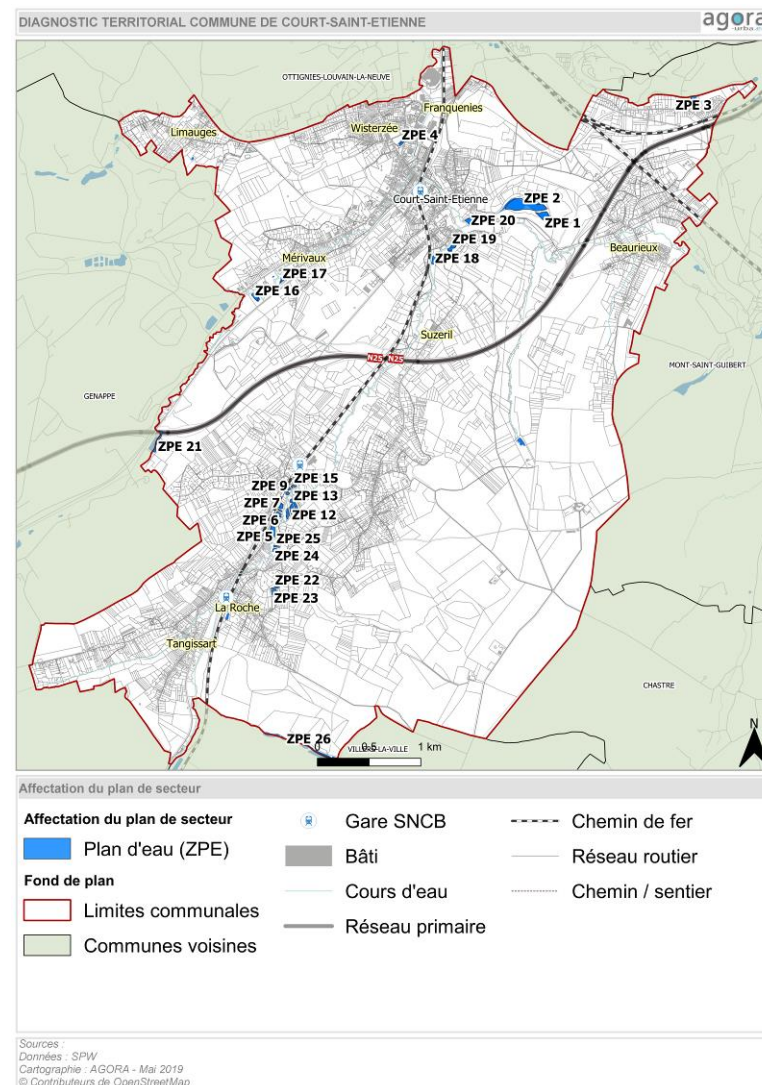 DIAGNOSTIC TERRITORIAL COMMUNE DE COURT-SAINT-ETIENNE
agora
OTTIGNIES-LOUVAIN-LA-NEUVE
Franquenies
ZPE 3
Limauges
Wisterzée
ZPE 4
Court-Saint-Etienne
ZPE 2
ZPE 20
ZPE 1
ZPE 19
Beaurieux
ZPE 18
Mérivaux
ZPE 17
ZPE 16
Suzeril
N25 N25
MONT-SAINT-GUIBERT
GENAPPE
ZPE 21
ZPE 15
ZPE 9
ZPE 13
ZPE 7
ZPE 12
ZPE 6
ZPE 5
ZPE 25
ZPE 24
ZPE 22
ZPE 23
La Roche
Tangissart
CHASTRE
ZPE 26
VILLERS-LA-VILLE
0 0.5 1 km
N
Affectation du plan de secteur
Affectation du plan de secteur
Plan d'eau (ZPE)
Fond de plan
Limites communales
Communes voisines
Gare SNCB
Bâti
Cours d'eau
Réseau primaire
Chemin de fer
Réseau routier
Chemin / sentier
Sources :
Données : SPW
Cartographie : AGORA - Mai 2019
© Contributeurs de OpenStreetMap